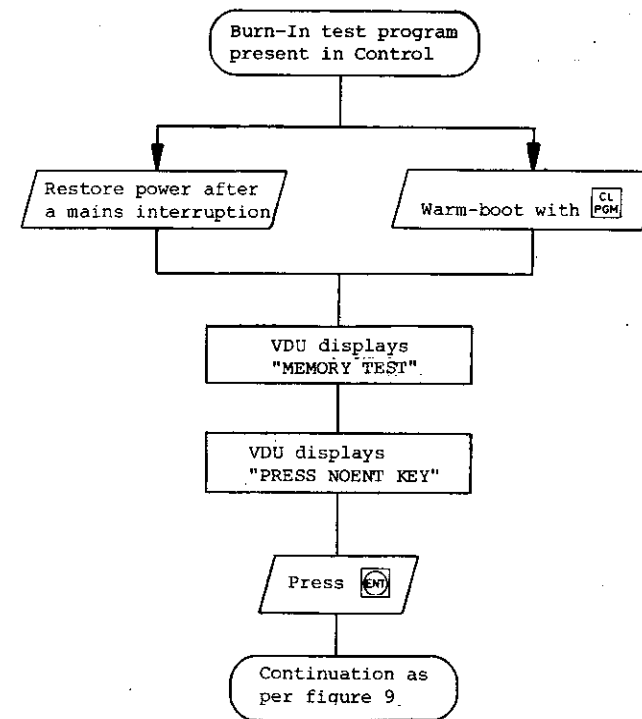 Burn-In test program
present in Control
Restore power after
a mains interruption
Warm-boot with CL PGM
VDU displays
"MEMORY TEST"
VDU displays
"PRESS NOENT KEY"
Press ENT
Continuation as
per figure 9